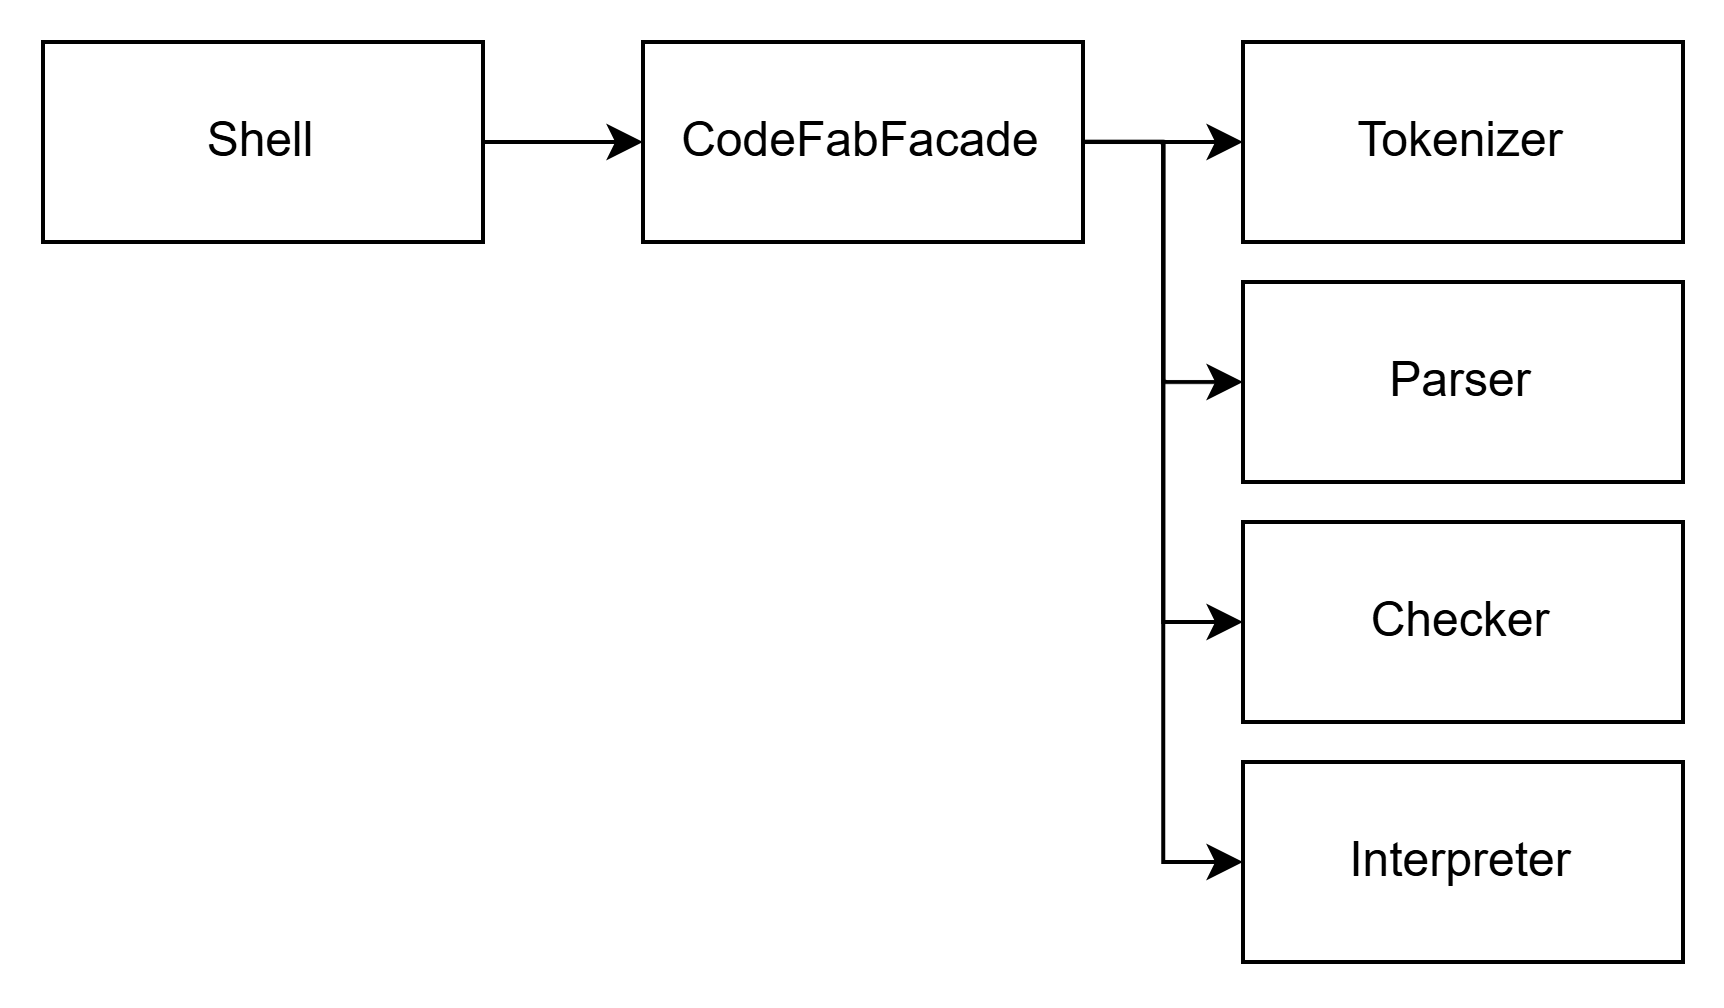 Shell
CodeFabFacade
Tokenizer
Parser
Checker
Interpreter